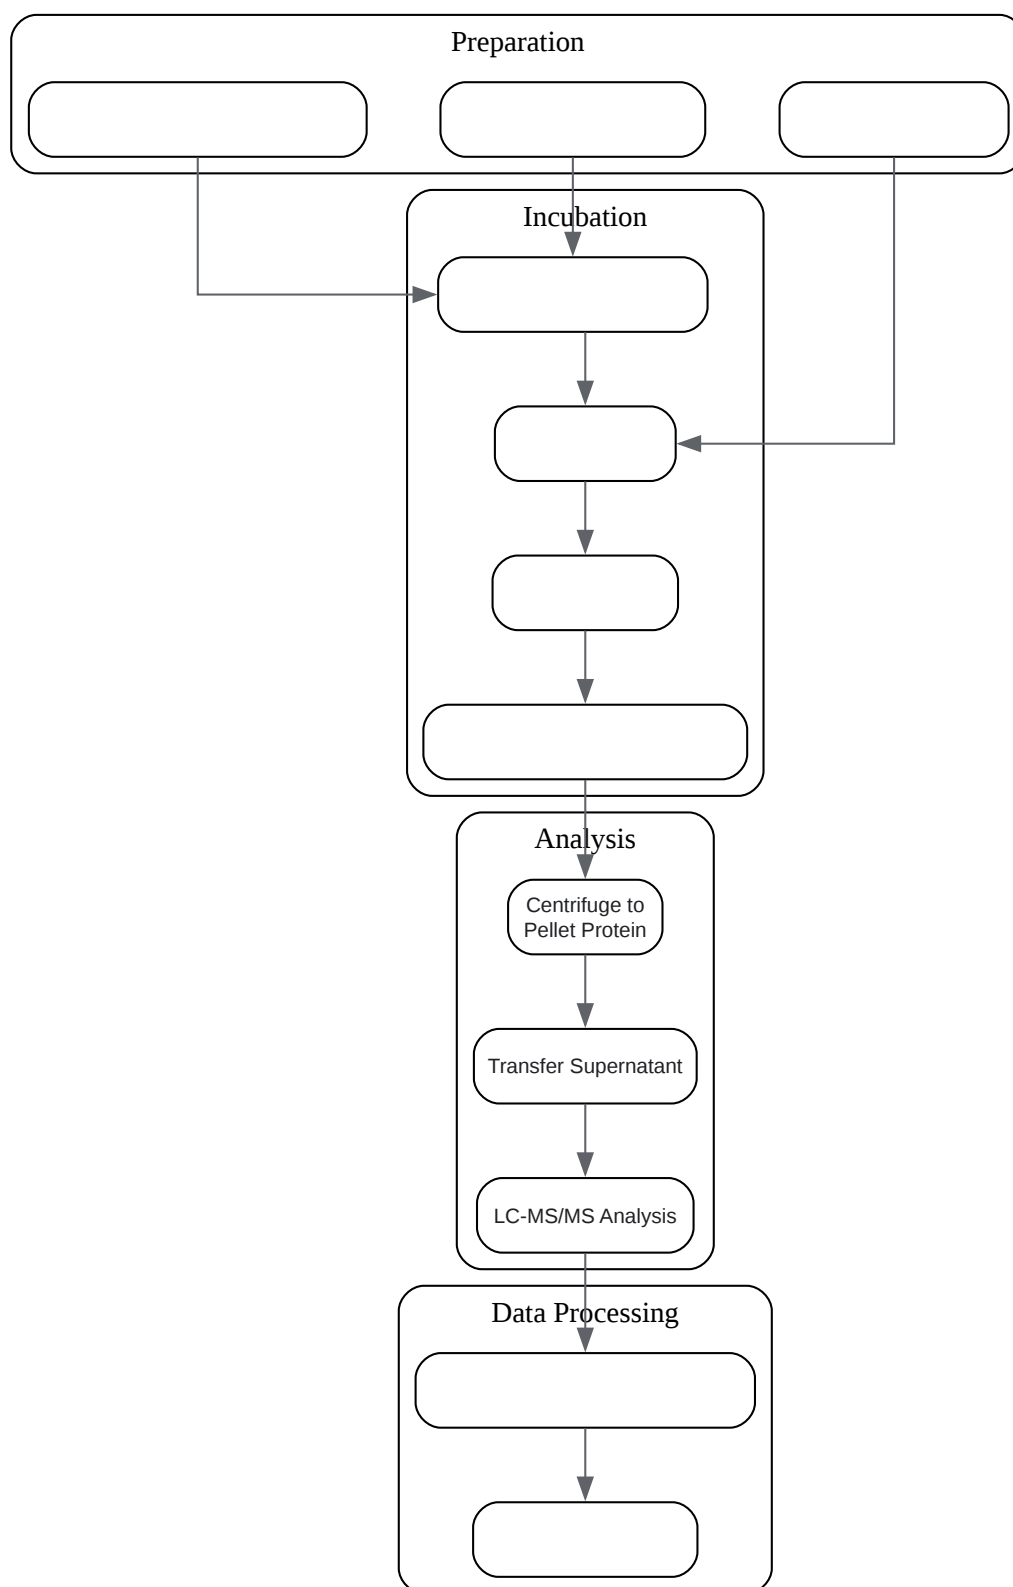 Preparation
Incubation
Analysis
Centrifuge to
Pellet Protein
Transfer Supernatant
LC-MS/MS Analysis
Data Processing